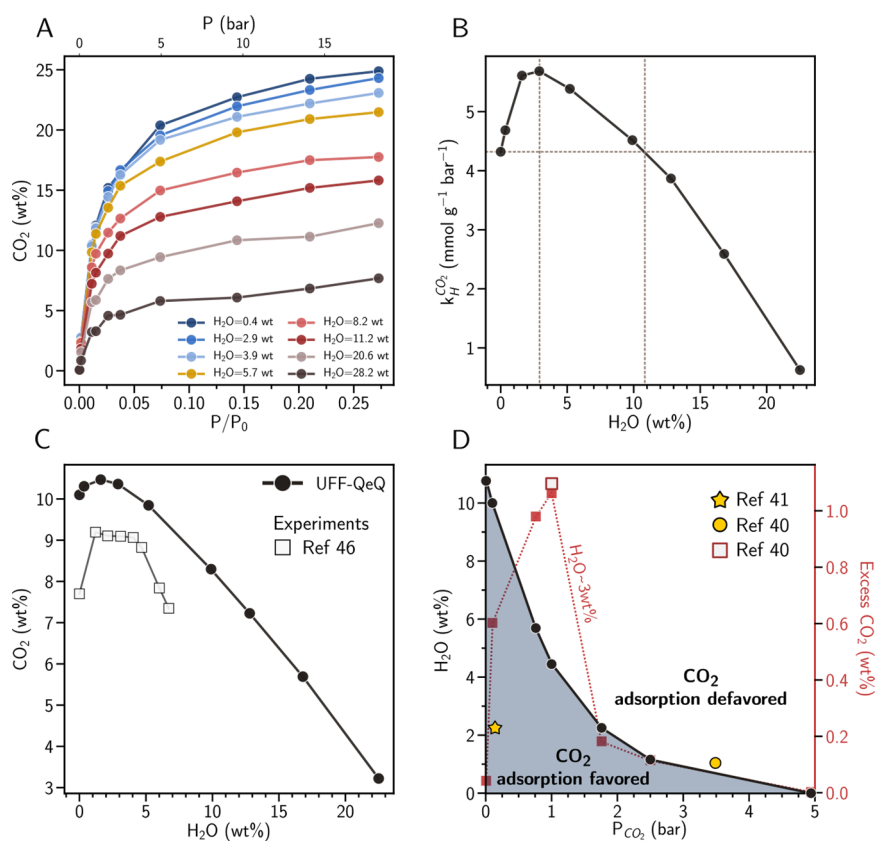 A
P (bar)
0 5 10 15
CO₂ (wt%)
25
20
15
10
5
0
H₂O=0.4 wt H₂O=8.2 wt
H₂O=2.9 wt H₂O=11.2 wt
H₂O=3.9 wt H₂O=20.6 wt
H₂O=5.7 wt H₂O=28.2 wt
0.00 0.05 0.10 0.15 0.20 0.25
P/P₀
B
k_H^{CO₂} (mmol g⁻¹ bar⁻¹)
5
4
3
2
1
0 5 10 15 20
H₂O (wt%)
C
CO₂ (wt%)
10
9
8
7
6
5
4
3
UFF-QeQ
Experiments
Ref 46
0 5 10 15 20
H₂O (wt%)
D
H₂O (wt%)
10
8
6
4
2
0
Ref 41
Ref 40
Ref 40
H₂O~3wt%
CO₂
adsorption defavored
CO₂
adsorption favored
0 1 2 3 4 5
P_{CO₂} (bar)
1.0
0.8
0.6
0.4
0.2
0.0
Excess CO₂ (wt%)